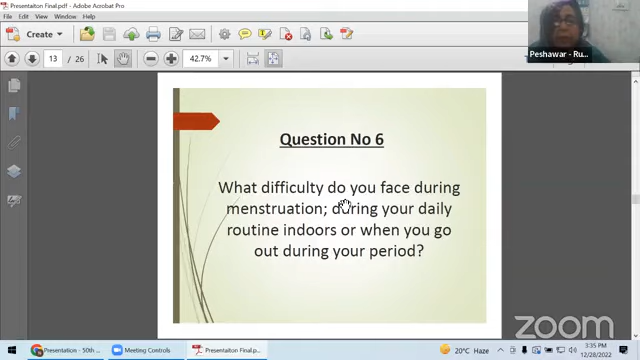 Presentaiton Final.pdf - Adobe Acrobat Pro
File Edit View Window Help
Create
13 / 26
42.7%
Peshawar - Ru...
Question No 6
What difficulty do you face during
menstruation; during your daily
routine indoors or when you go
out during your period?
zoom
Presentation - 50th ...
Meeting Controls
Presentaiton Final.p...
20°C Haze
3:35 PM
12/28/2022